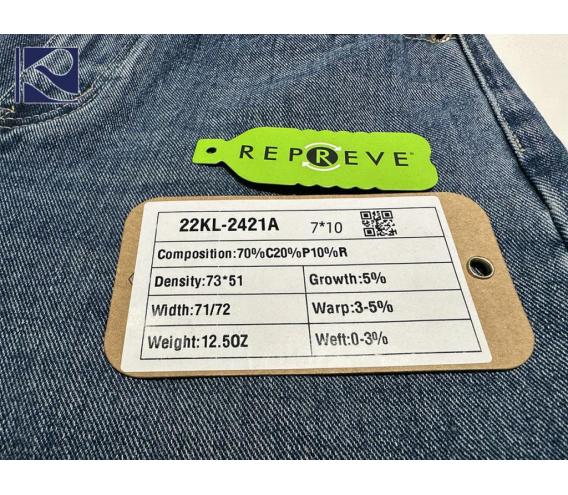 REPREVE®
22KL-2421A 7*10
Composition:70%C20%P10%R
Density:73*51 Growth:5%
Width:71/72 Warp:3-5%
Weight:12.5OZ Weft:0-3%